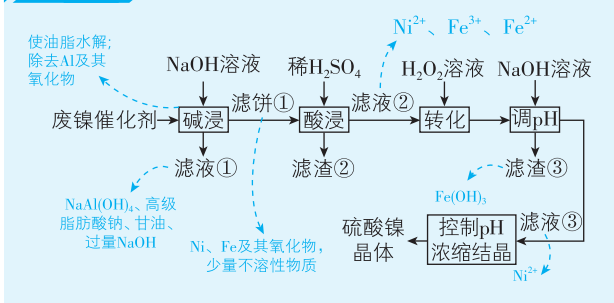 Ni²⁺、Fe³⁺、Fe²⁺
使油脂水解;
除去Al及其
氧化物
NaOH溶液
稀H₂SO₄
H₂O₂溶液
NaOH溶液
废镍催化剂
碱浸
滤饼①
酸浸
滤液②
转化
调pH
滤液①
滤渣②
滤渣③
NaAl(OH)₄、高级
脂肪酸钠、甘油、
过量NaOH
Ni、Fe及其氧化物，
少量不溶性物质
Fe(OH)₃
硫酸镍
晶体
控制pH
浓缩结晶
滤液③
Ni²⁺